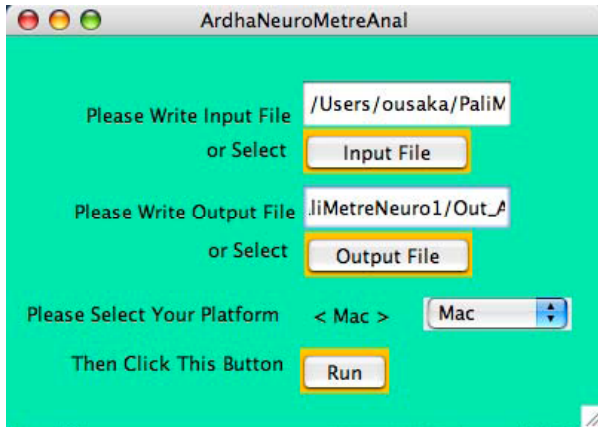 ArdhaNeuroMetreAnal
Please Write Input File /Users/ousaka/PaliM
or Select Input File
Please Write Output File liMetreNeuro1/Out_A
or Select Output File
Please Select Your Platform < Mac > Mac
Then Click This Button Run